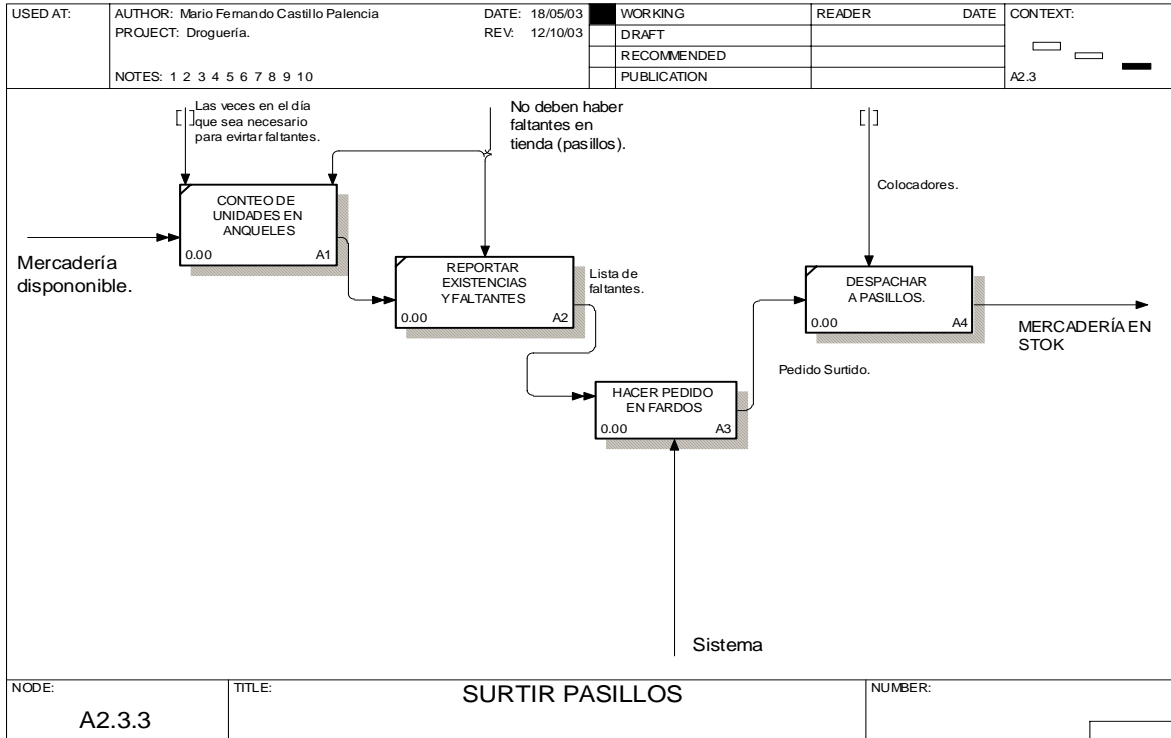 USED AT:
AUTHOR: Mario Fernando Castillo Palencia
DATE: 18/05/03
PROJECT: Droguería.
REV: 12/10/03
NOTES: 1 2 3 4 5 6 7 8 9 10
WORKING
DRAFT
RECOMMENDED
PUBLICATION
READER
DATE
CONTEXT:
A2.3
[ ]
Las veces en el día
que sea necesario
para evirtar faltantes.
No deben haber
faltantes en
tienda (pasillos).
[ ]
Colocadores.
Mercadería
dispononible.
CONTEO DE
UNIDADES EN
ANQUELES
0.00 A1
REPORTAR
EXISTENCIAS
Y FALTANTES
0.00 A2
Lista de
faltantes.
HACER PEDIDO
EN FARDOS
0.00 A3
Pedido Surtido.
DESPACHAR
A PASILLOS.
0.00 A4
MERCADERÍA EN
STOK
Sistema
NODE:
A2.3.3
TITLE:
SURTIR PASILLOS
NUMBER: